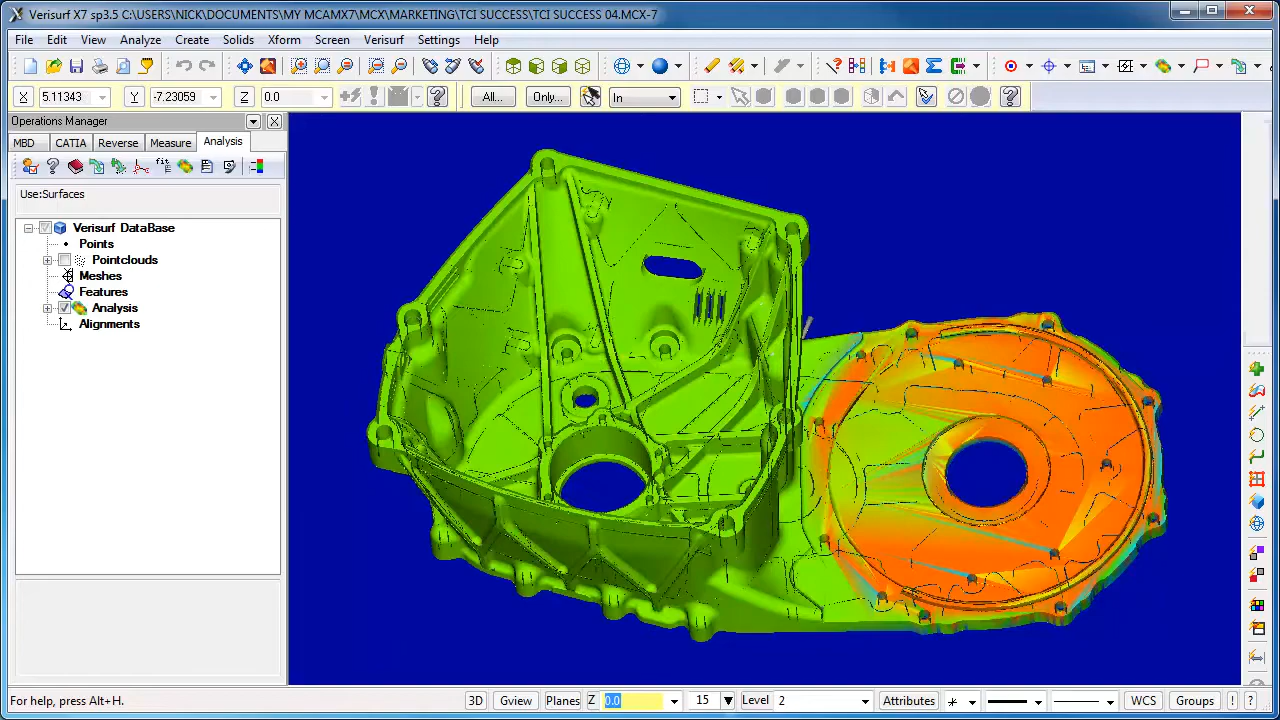 Verisurf X7 sp3.5 C:\USERS\NICK\DOCUMENTS\MY MCAMX7\MCX\MARKETING\TCI SUCCESS\TCI SUCCESS 04.MCX-7
File Edit View Analyze Create Solids Xform Screen Verisurf Settings Help
X 5.11343 Y -7.23059 Z 0.0 All... Only... In
Operations Manager
MBD CATIA Reverse Measure Analysis
Use:Surfaces
Verisurf DataBase
Points
Pointclouds
Meshes
Features
Analysis
Alignments
For help, press Alt+H. 3D Gview Planes Z 0.0 15 Level 2 Attributes WCS Groups ! ?